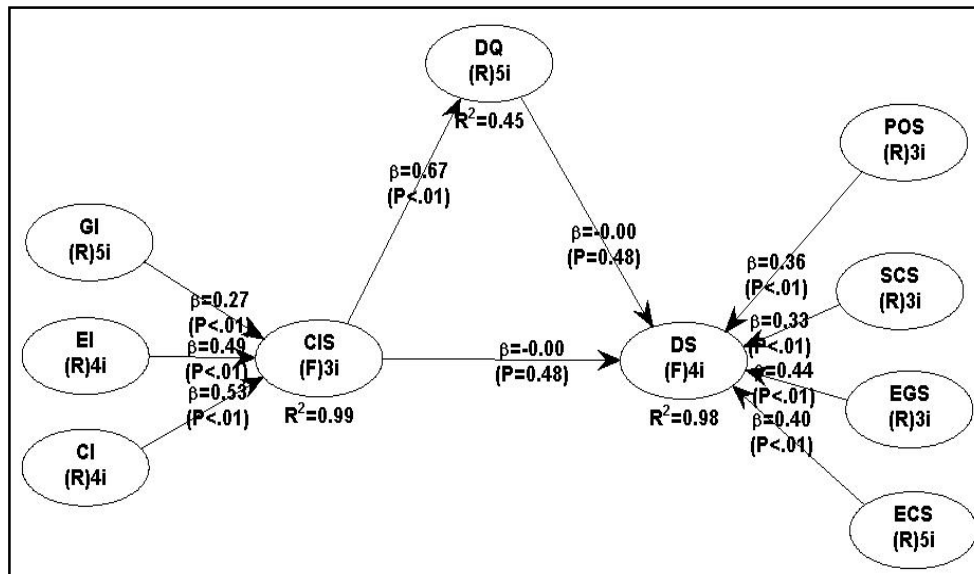 DQ
(R)5i
R²=0.45
POS
(R)3i
β=0.67
(P<.01)
GI
(R)5i
β=-0.00
(P=0.48)
β=0.36
(P<.01)
SCS
(R)3i
β=0.27
(P<.01)
EI
(R)4i
β=0.49
(P<.01)
CIS
(F)3i
R²=0.99
β=-0.00
(P=0.48)
DS
(F)4i
R²=0.98
β=0.33
(P<.01)
β=0.44
(P<.01)
EGS
(R)3i
β=0.53
(P<.01)
β=0.40
(P<.01)
CI
(R)4i
ECS
(R)5i